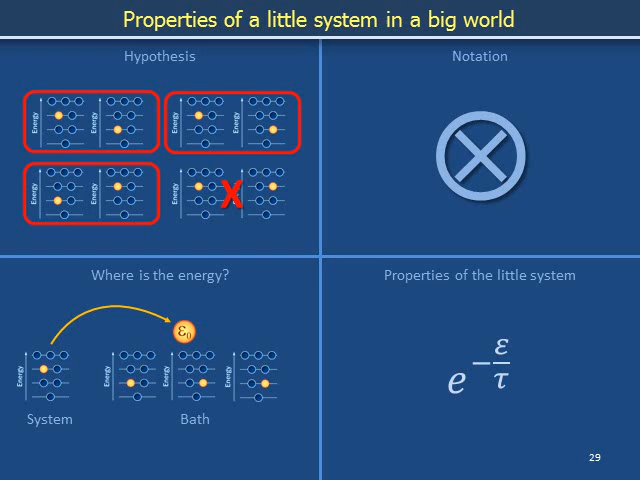 Properties of a little system in a big world
Hypothesis
Notation
Energy Energy Energy Energy
Energy Energy Energy Energy
X
Where is the energy?
Properties of the little system
ε₀
e^{-ε/τ}
Energy Energy Energy Energy
System
Bath
29